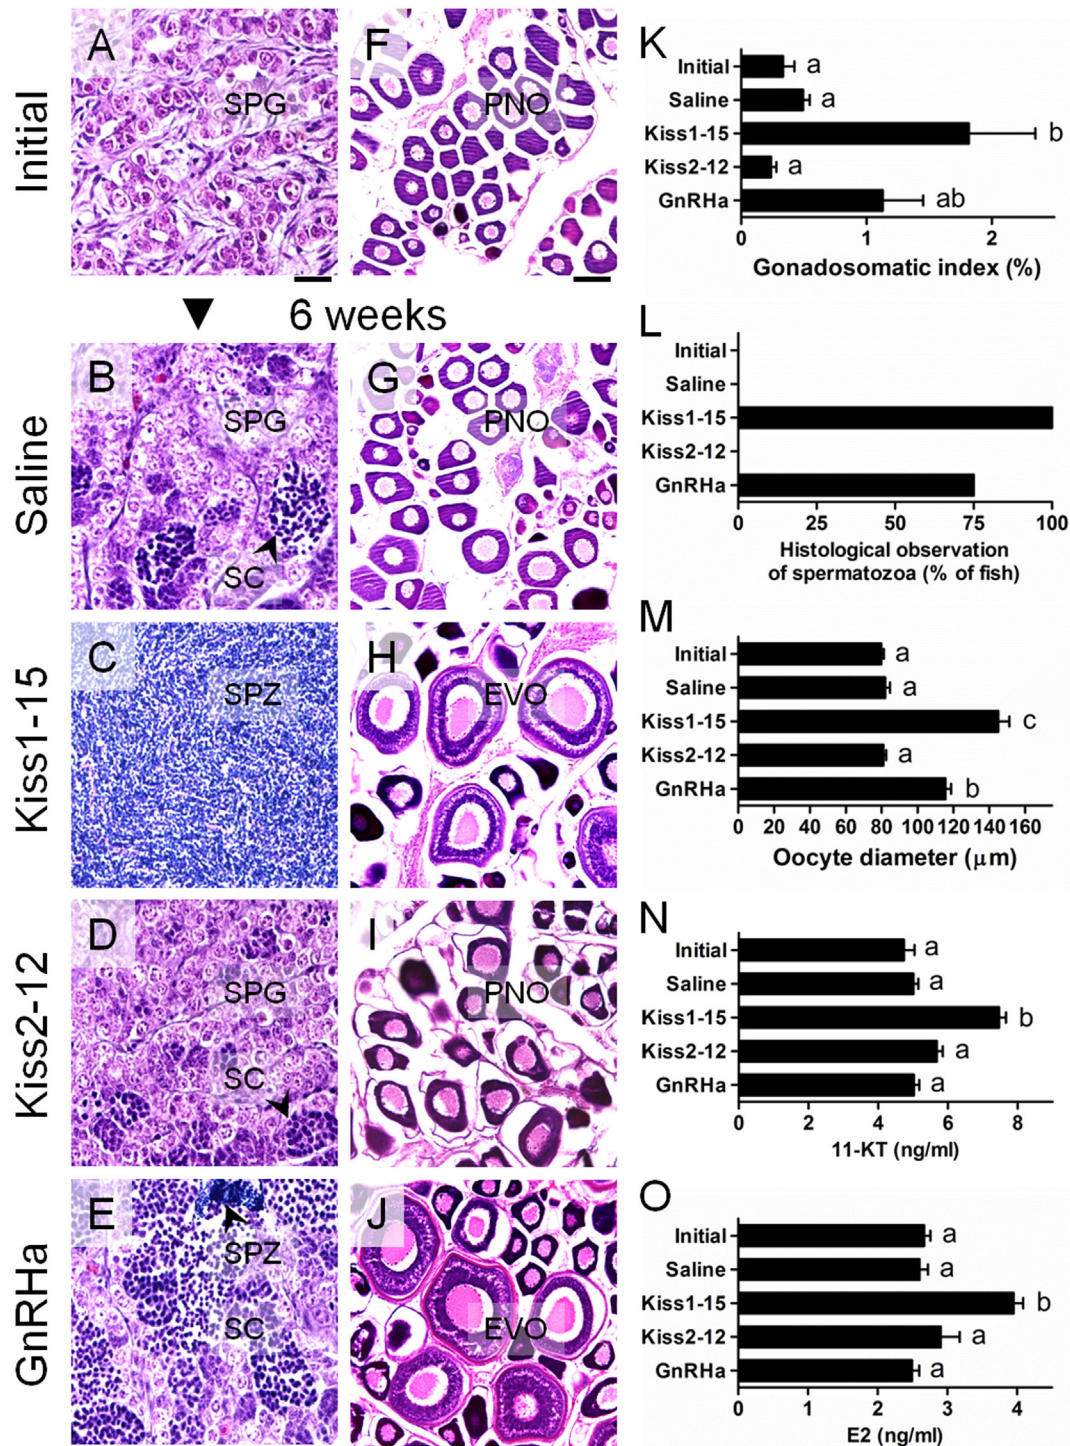 Initial
A
SPG
F
PNO
6 weeks
Saline
B
SPG
SC
G
PNO
Kiss1-15
C
SPZ
H
EVO
Kiss2-12
D
SPG
SC
I
PNO
GnRHa
E
SPZ
SC
J
EVO
K
Initial
a
Saline
a
Kiss1-15
b
Kiss2-12
a
GnRHa
ab
0 1 2
Gonadosomatic index (%)
L
Initial
Saline
Kiss1-15
Kiss2-12
GnRHa
0 25 50 75 100
Histological observation
of spermatozoa (% of fish)
M
Initial
a
Saline
a
Kiss1-15
c
Kiss2-12
a
GnRHa
b
0 20 40 60 80 100 120 140 160
Oocyte diameter (μm)
N
Initial
a
Saline
a
Kiss1-15
b
Kiss2-12
a
GnRHa
a
0 2 4 6 8
11-KT (ng/ml)
O
Initial
a
Saline
a
Kiss1-15
b
Kiss2-12
a
GnRHa
a
0 1 2 3 4
E2 (ng/ml)